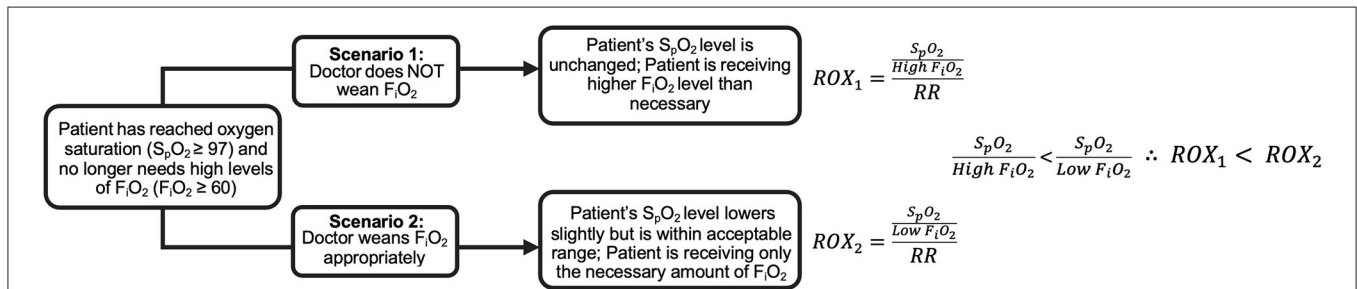 Patient has reached oxygen
saturation (SpO2 ≥ 97) and
no longer needs high levels
of FiO2 (FiO2 ≥ 60)
Scenario 1:
Doctor does NOT
wean FiO2
Patient's SpO2 level is
unchanged; Patient is receiving
higher FiO2 level than
necessary
ROX1 = (SpO2 / High FiO2) / RR
Scenario 2:
Doctor weans FiO2
appropriately
Patient's SpO2 level lowers
slightly but is within acceptable
range; Patient is receiving only
the necessary amount of FiO2
ROX2 = (SpO2 / Low FiO2) / RR
SpO2 / High FiO2 < SpO2 / Low FiO2 ∴ ROX1 < ROX2